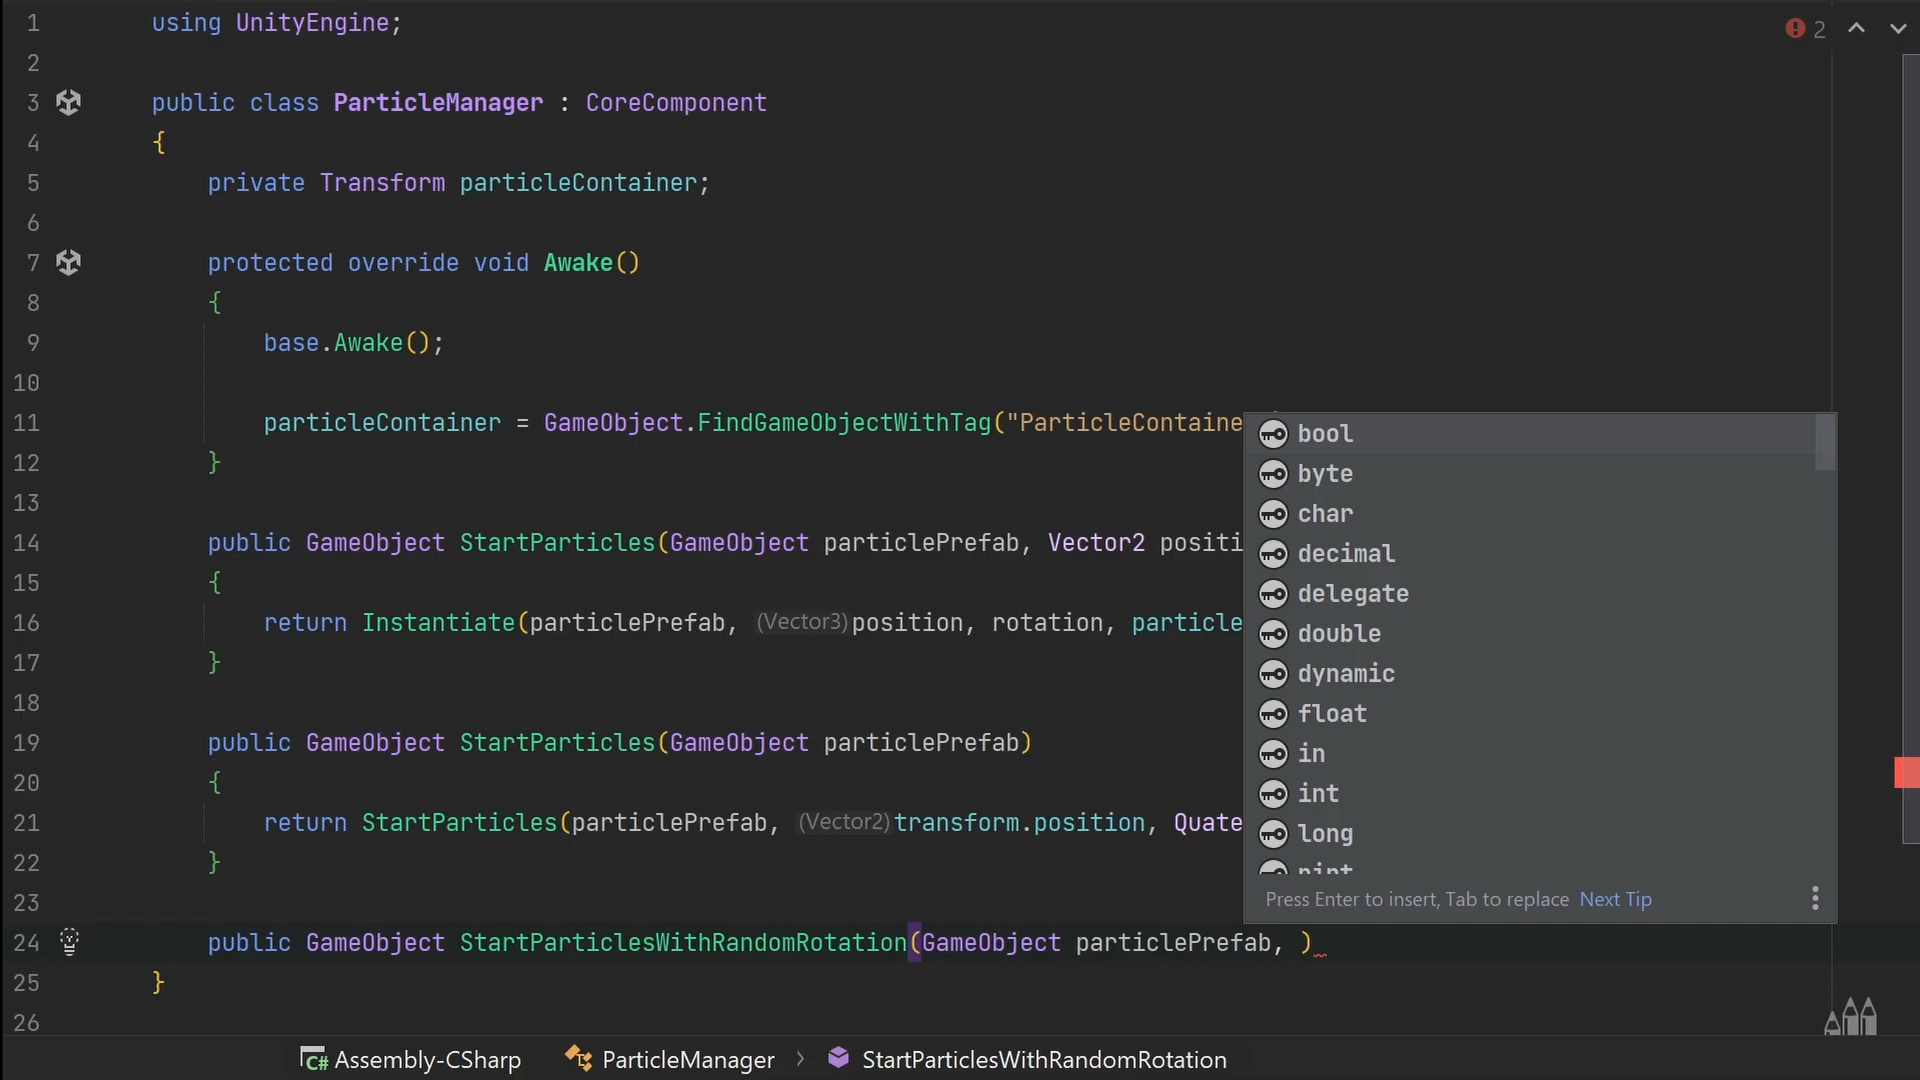 1 using UnityEngine;
2
3 public class ParticleManager : CoreComponent
4 {
5 private Transform particleContainer;
6
7 protected override void Awake()
8 {
9 base.Awake();
10
11 particleContainer = GameObject.FindGameObjectWithTag("ParticleContaine
12 }
13
14 public GameObject StartParticles(GameObject particlePrefab, Vector2 positi
15 {
16 return Instantiate(particlePrefab, (Vector3)position, rotation, particle
17 }
18
19 public GameObject StartParticles(GameObject particlePrefab)
20 {
21 return StartParticles(particlePrefab, (Vector2)transform.position, Quate
22 }
23
24 public GameObject StartParticlesWithRandomRotation(GameObject particlePrefab, )
25 }
26
2
bool
byte
char
decimal
delegate
double
dynamic
float
in
int
long
nint
Press Enter to insert, Tab to replace Next Tip
C# Assembly-CSharp ParticleManager > StartParticlesWithRandomRotation